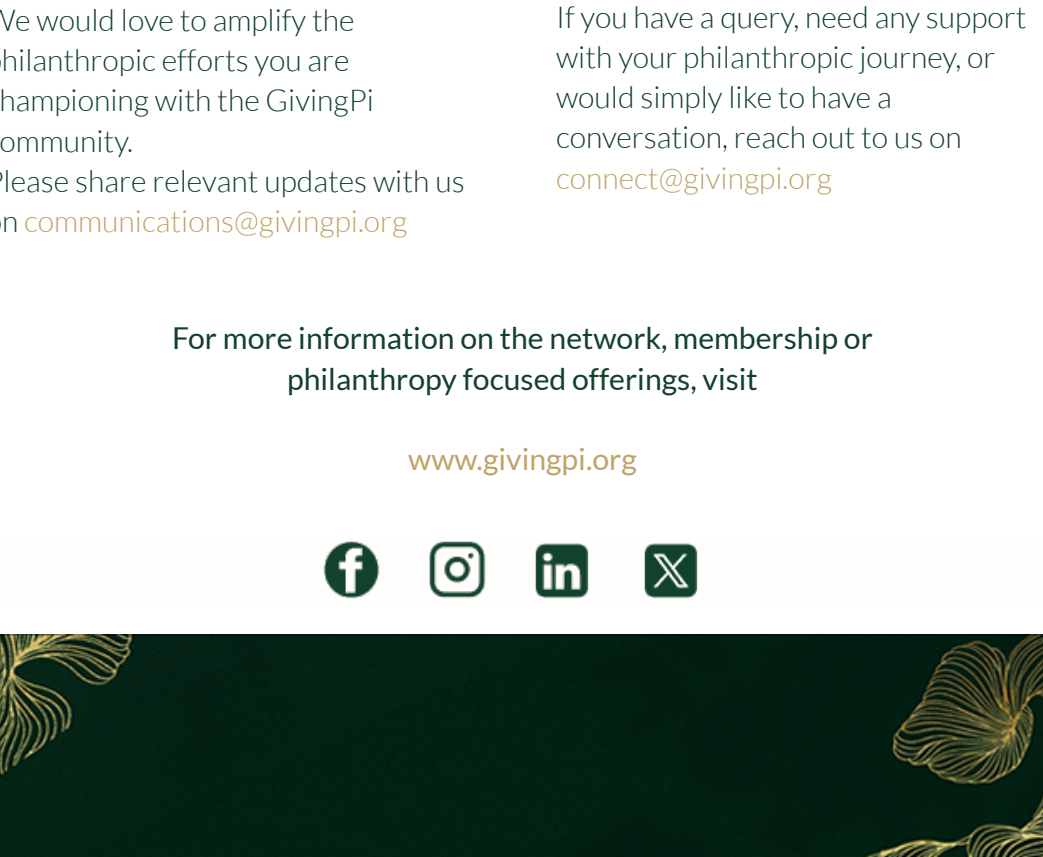 We would love to amplify the
philanthropic efforts you are
hampioning with the GivingPi
ommunity.
Please share relevant updates with us
on communications@givingpi.org
If you have a query, need any support
with your philanthropic journey, or
would simply like to have a
conversation, reach out to us on
connect@givingpi.org
For more information on the network, membership or
philanthropy focused offerings, visit
www.givingpi.org